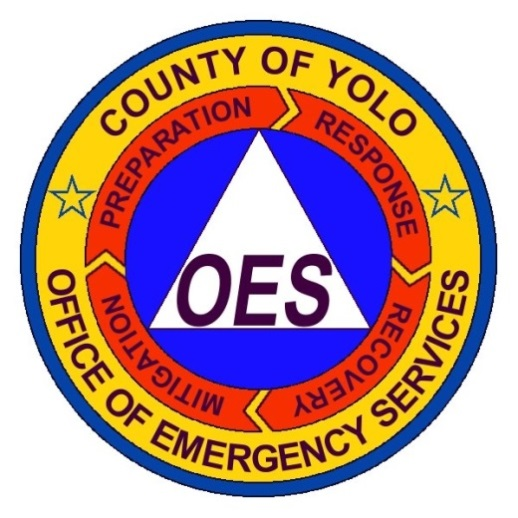 COUNTY OF YOLO
PREPARATION
RESPONSE
RECOVERY
MITIGATION
OES
OFFICE OF EMERGENCY SERVICES